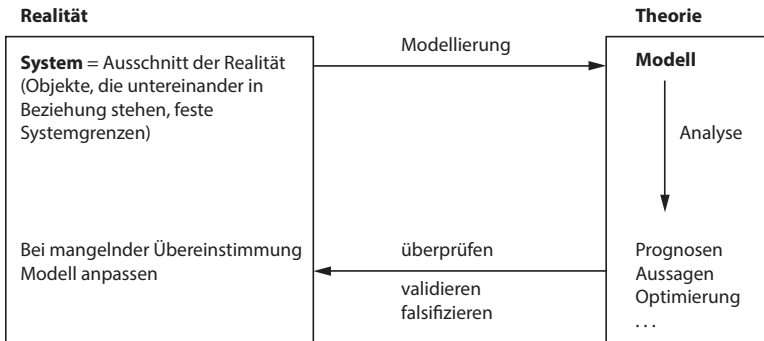 Realität
Theorie
System = Ausschnitt der Realität
(Objekte, die untereinander in
Beziehung stehen, feste
Systemgrenzen)
Modellierung
Modell
Analyse
Bei mangelnder Übereinstimmung
Modell anpassen
überprüfen
validieren
falsifizieren
Prognosen
Aussagen
Optimierung
. . .